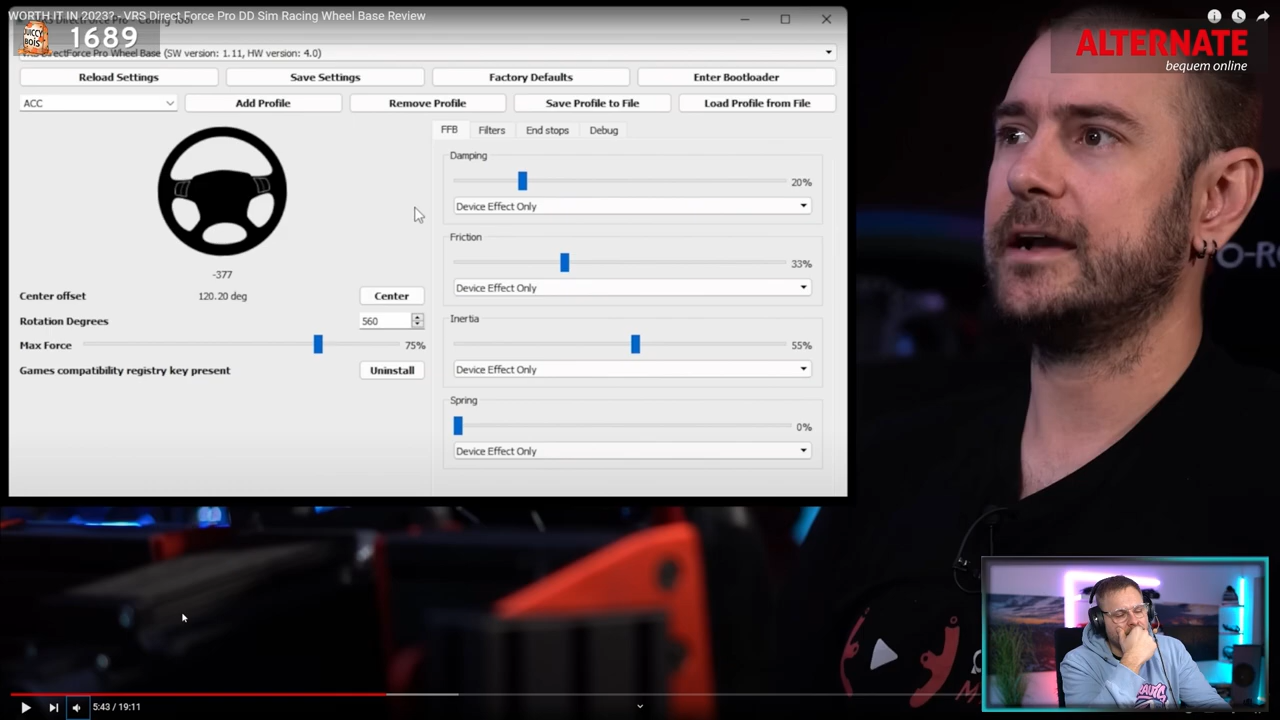 WORTH IT IN 2023? - VRS Direct Force Pro DD Sim Racing Wheel Base Review
JUICCY BOIS
1689
ALTERNATE
bequem online
Pro Wheel Base (SW version: 1.11, HW version: 4.0)
Reload Settings
Save Settings
Factory Defaults
Enter Bootloader
ACC
Add Profile
Remove Profile
Save Profile to File
Load Profile from File
FFB
Filters
End stops
Debug
Damping
20%
Device Effect Only
Friction
33%
Device Effect Only
Inertia
55%
Device Effect Only
Spring
0%
Device Effect Only
-377
Center offset
120.20 deg
Center
Rotation Degrees
560
Max Force
75%
Games compatibility registry key present
Uninstall
5:43 / 19:11